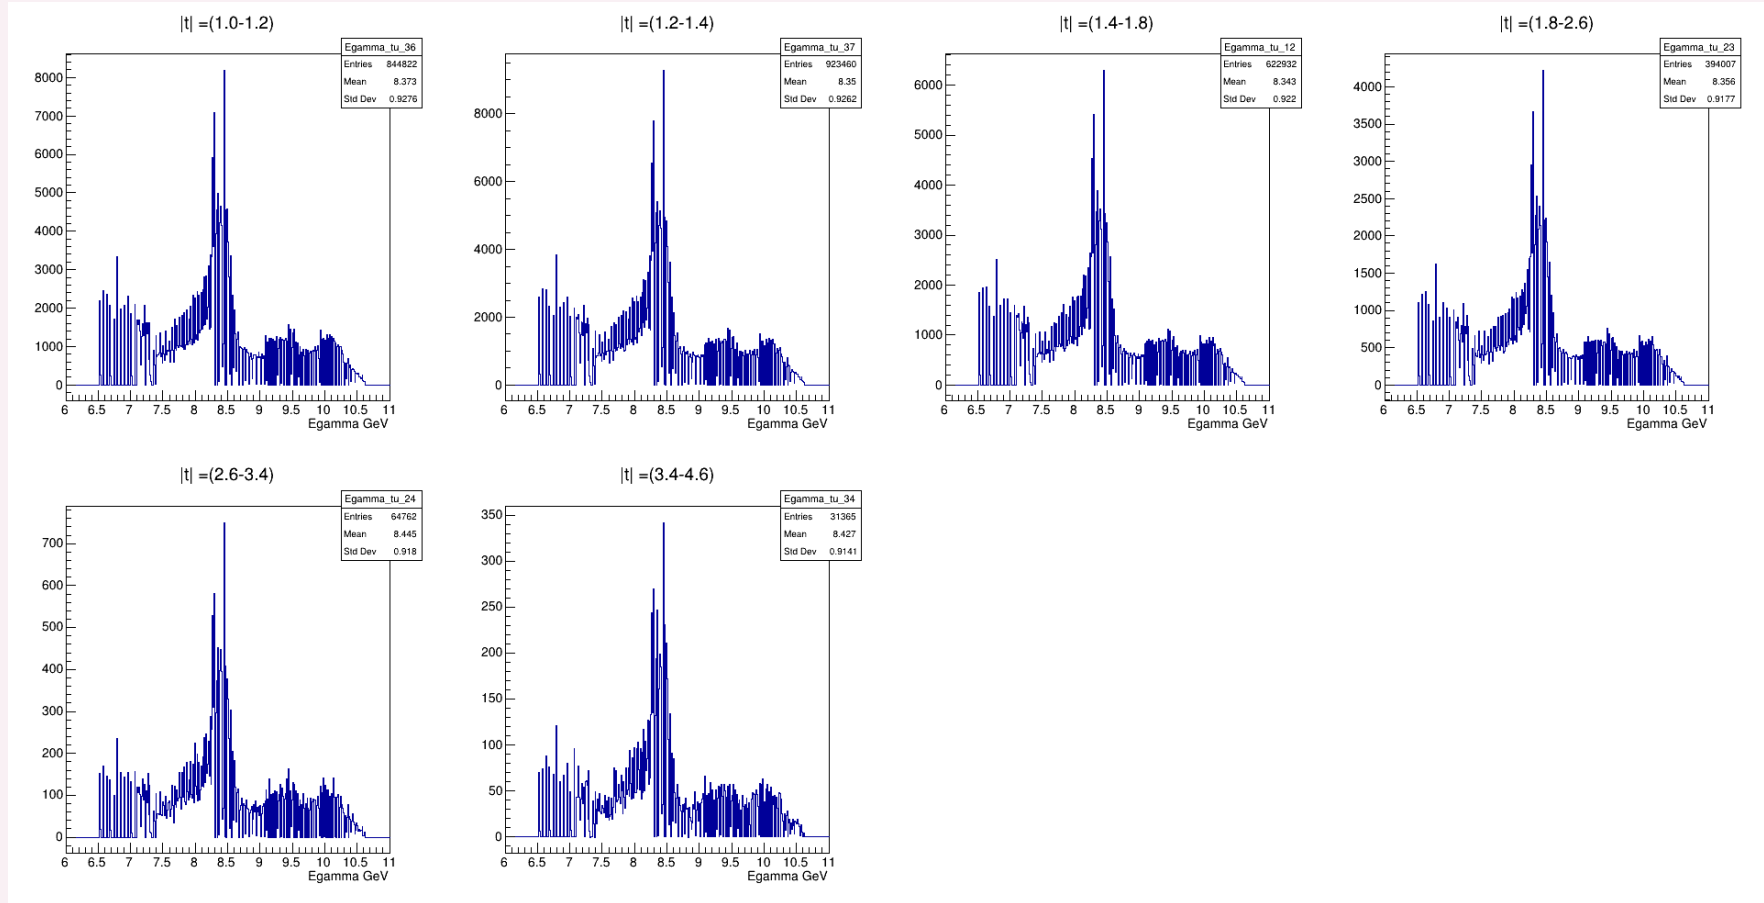 |t| =(1.0-1.2)
Egamma_tu_36
Entries 844822
Mean 8.373
Std Dev 0.9276
8000
7000
6000
5000
4000
3000
2000
1000
0
6 6.5 7 7.5 8 8.5 9 9.5 10 10.5 11
Egamma GeV
|t| =(1.2-1.4)
Egamma_tu_37
Entries 923460
Mean 8.35
Std Dev 0.9262
8000
6000
4000
2000
0
6 6.5 7 7.5 8 8.5 9 9.5 10 10.5 11
Egamma GeV
|t| =(1.4-1.8)
Egamma_tu_12
Entries 622932
Mean 8.343
Std Dev 0.922
6000
5000
4000
3000
2000
1000
0
6 6.5 7 7.5 8 8.5 9 9.5 10 10.5 11
Egamma GeV
|t| =(1.8-2.6)
Egamma_tu_23
Entries 394007
Mean 8.356
Std Dev 0.9177
4000
3500
3000
2500
2000
1500
1000
500
0
6 6.5 7 7.5 8 8.5 9 9.5 10 10.5 11
Egamma GeV
|t| =(2.6-3.4)
Egamma_tu_24
Entries 64762
Mean 8.445
Std Dev 0.918
700
600
500
400
300
200
100
0
6 6.5 7 7.5 8 8.5 9 9.5 10 10.5 11
Egamma GeV
|t| =(3.4-4.6)
Egamma_tu_34
Entries 31365
Mean 8.427
Std Dev 0.9141
350
300
250
200
150
100
50
0
6 6.5 7 7.5 8 8.5 9 9.5 10 10.5 11
Egamma GeV